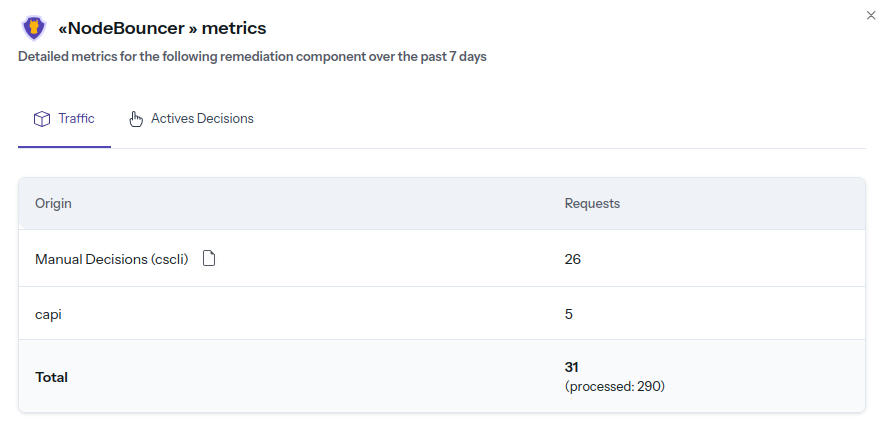 «NodeBouncer » metrics
Detailed metrics for the following remediation component over the past 7 days
Traffic Actives Decisions
Origin Requests
Manual Decisions (cscli) 26
capi 5
Total 31
(processed: 290)